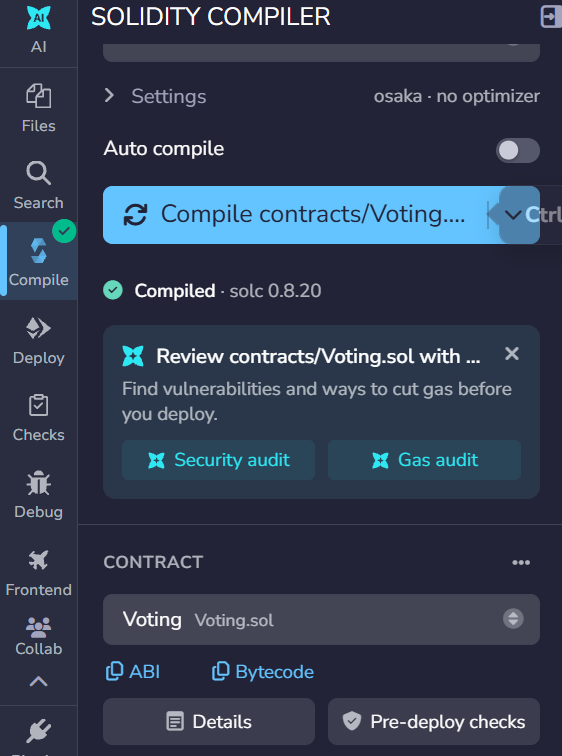 SOLIDITY COMPILER
AI
AI
Files
Search
Compile
Deploy
Checks
Debug
Frontend
Collab
Settings
osaka · no optimizer
Auto compile
Compile contracts/Voting....
Ctrl
Compiled · solc 0.8.20
Review contracts/Voting.sol with ...
Find vulnerabilities and ways to cut gas before
you deploy.
Security audit
Gas audit
CONTRACT
Voting Voting.sol
ABI
Bytecode
Details
Pre-deploy checks